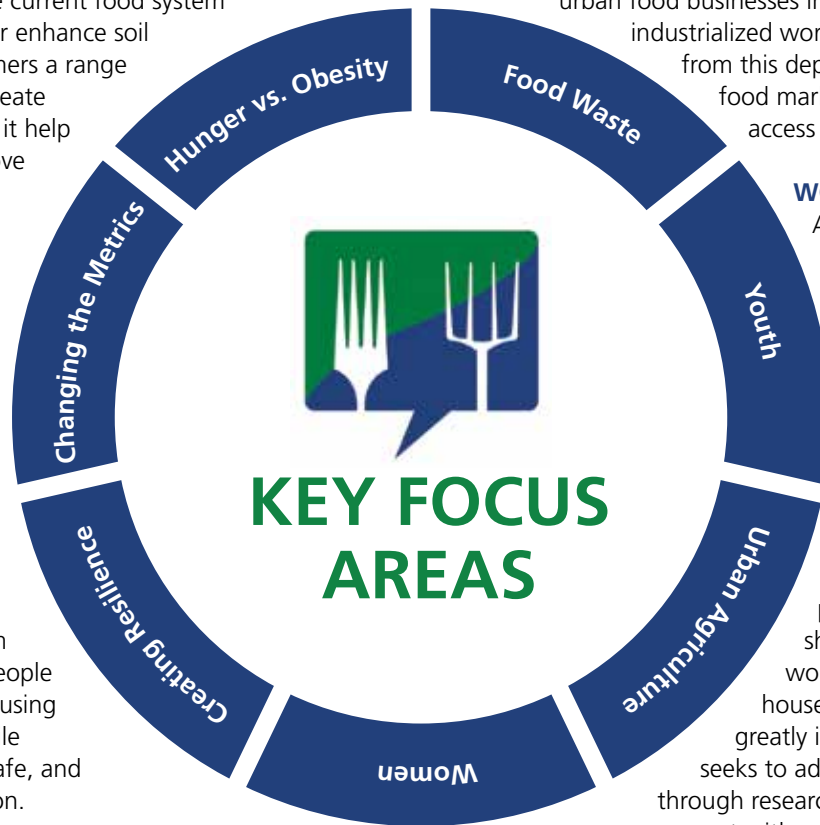 current food system
r enhance soil
ners a range
eate
it help
ve
urban food businesses in
industrialized wor
from this dep
food mar
access
Hunger vs. Obesity
Food Waste
Youth
Urban Agriculture
Women
Creating Resilience
Changing the Metrics
KEY FOCUS
AREAS
eople
using
le
afe, and
on.
sh
wo
house
greatly i
seeks to ad
through researc